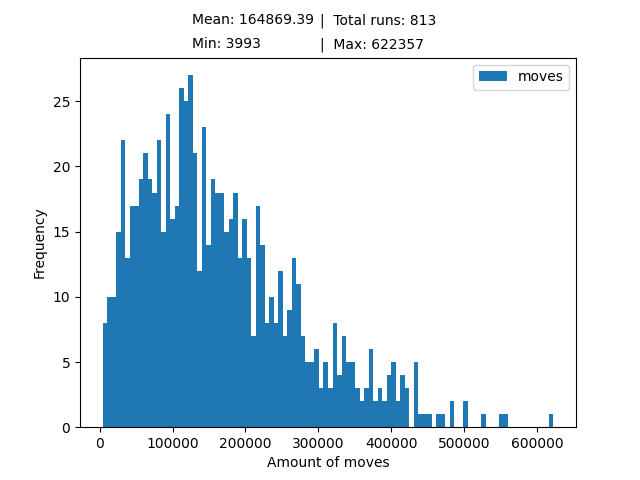 Mean: 164869.39 | Total runs: 813
Min: 3993 | Max: 622357
moves
25
20
15
10
5
0
Frequency
0 100000 200000 300000 400000 500000 600000
Amount of moves